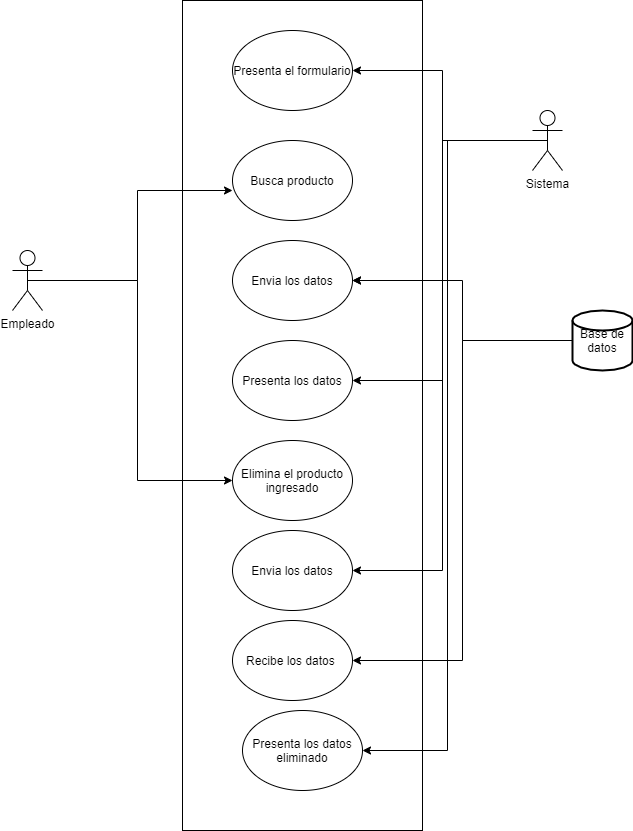 Presenta el formulario
Busca producto
Sistema
Envia los datos
Empleado
Base de
datos
Presenta los datos
Elimina el producto
ingresado
Envia los datos
Recibe los datos
Presenta los datos
eliminado